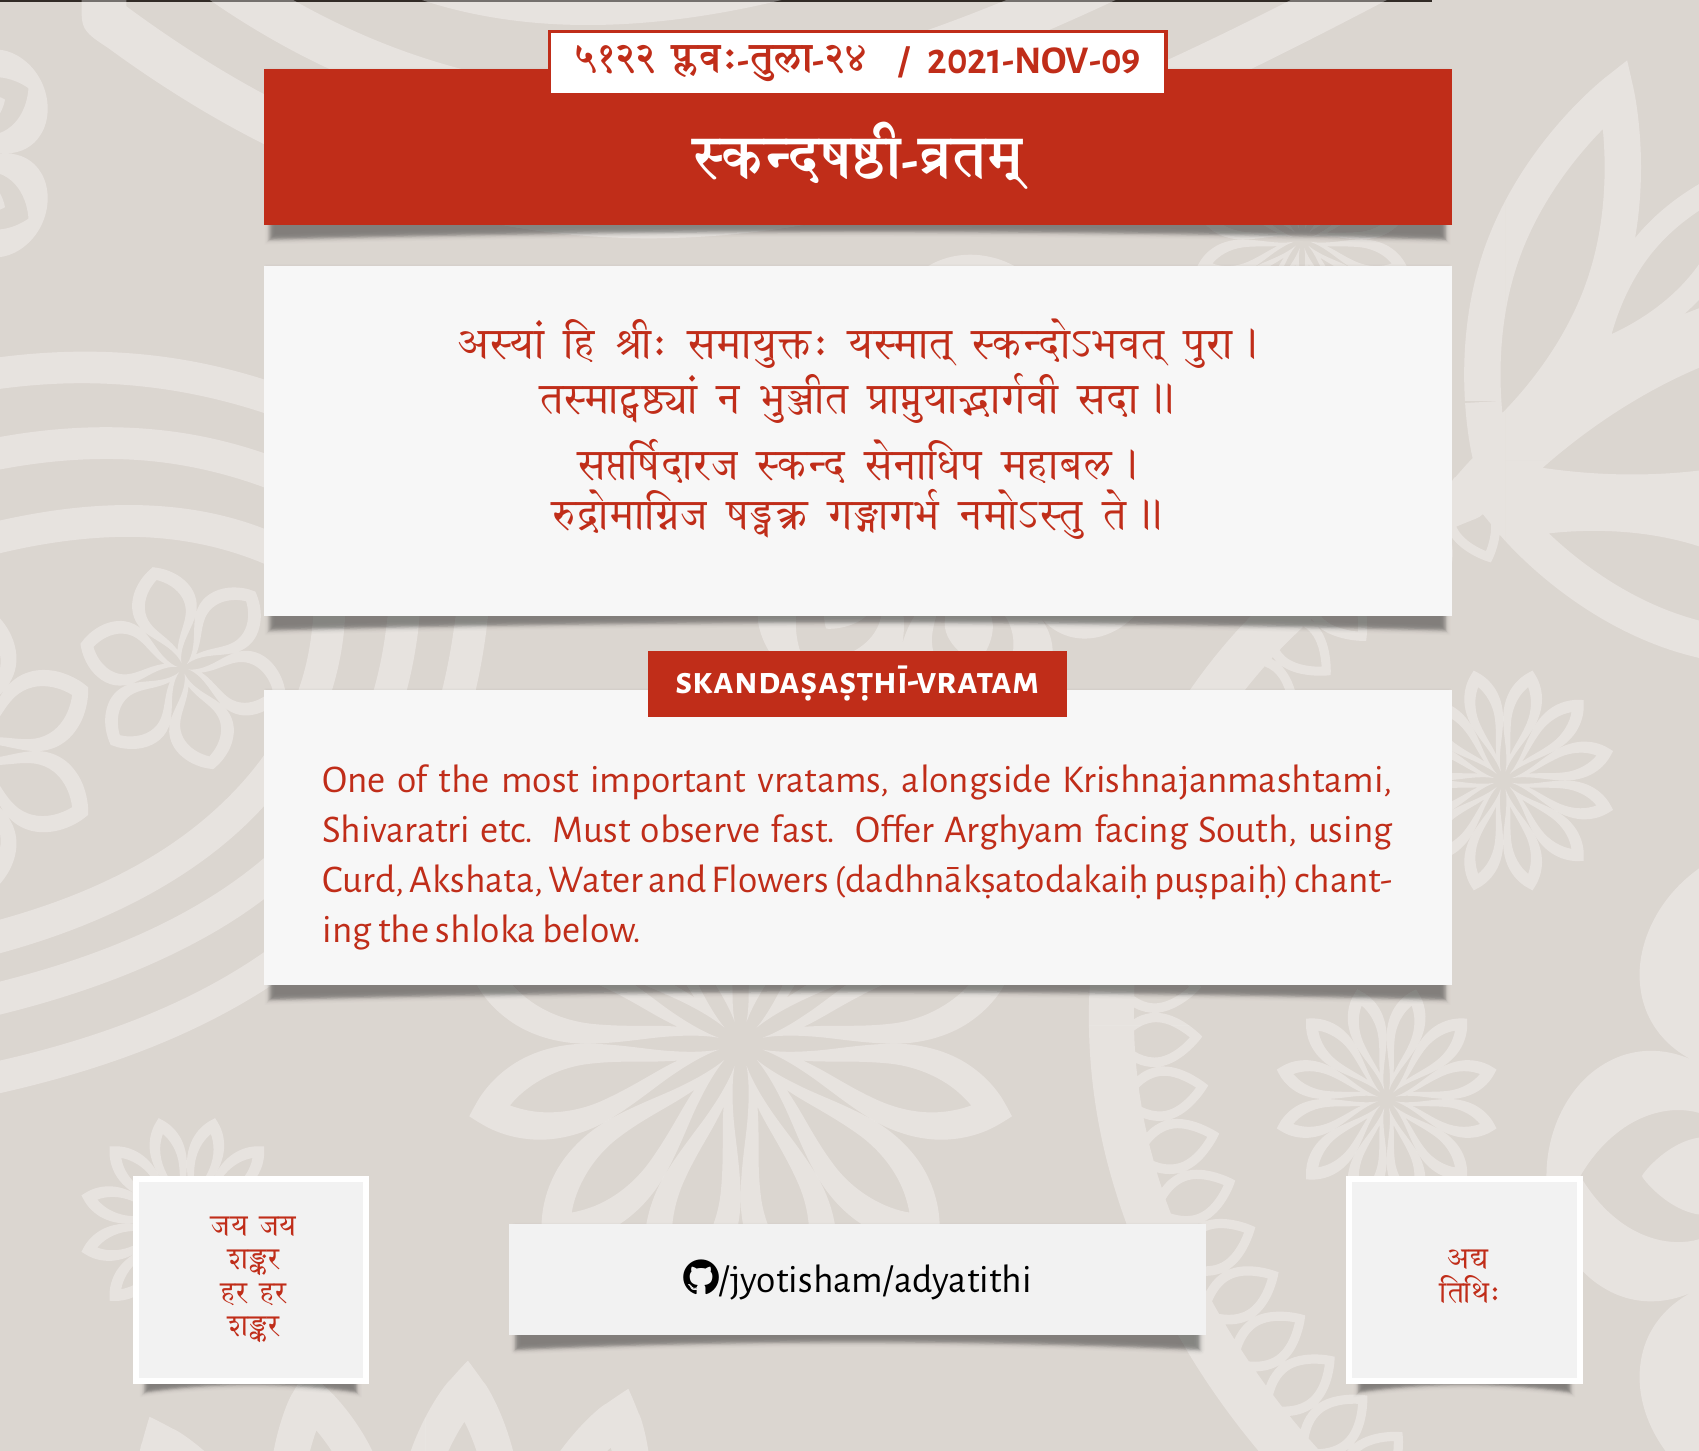 ५१२२ प्लवः-तुला-२४ / 2021-NOV-09
स्कन्दषष्ठी-व्रतम्
अस्यां हि श्रीः समायुक्तः यस्मात् स्कन्दोऽभवत् पुरा।
तस्माट्षष्ठ्यां न भुञ्जीत प्राप्नुयाद्भार्गवी सदा॥
सप्तर्षिदारज स्कन्द सेनाधिप महाबल।
रुद्रोमाग्निज षड्वक्र गङ्गागर्भ नमोऽस्तु ते॥
SKANDAṢAṢṬHĪ-VRATAM
One of the most important vratams, alongside Krishnajanmashtami,
Shivaratri etc. Must observe fast. Offer Arghyam facing South, using
Curd, Akshata, Water and Flowers (dadhnākṣatodakaiḥ puṣpaiḥ) chant-
ing the shloka below.
जय जय
शङ्कर
हर हर
शङ्कर
/jyotisham/adyatithi
अद्य
तिथिः